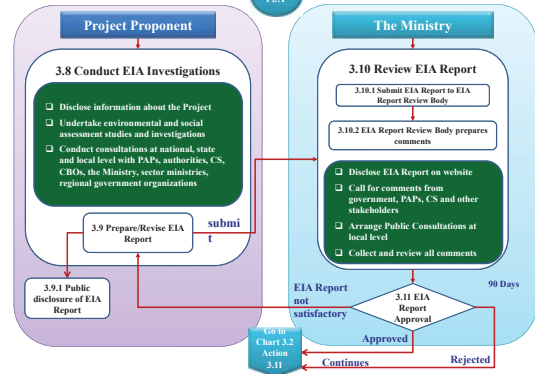 Project Proponent
3.8 Conduct EIA Investigations
❑ Disclose information about the Project
❑ Undertake environmental and social
assessment studies and investigations
❑ Conduct consultations at national, state
and local level with PAPs, authorities, CS,
CBOs, the Ministry, sector ministries,
regional government organizations
3.9 Prepare/Revise EIA
Report
submi
t
3.9.1 Public
disclosure of EIA
Report
The Ministry
3.10 Review EIA Report
3.10.1 Submit EIA Report to EIA
Report Review Body
3.10.2 EIA Report Review Body prepares
comments
❑ Disclose EIA Report on website
❑ Call for comments from
government, PAPs, CS and other
stakeholders
❑ Arrange Public Consultations at
local level
❑ Collect and review all comments
90 Days
EIA Report
not
satisfactory
3.11 EIA
Report
Approval
Approved
Go to
Chart 3.2
Action
3.11
Continues
Rejected